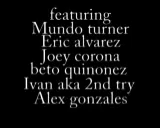 featuring
Mundo turner
Eric alvarez
Joey corona
beto quinonez
Ivan aka 2nd try
Alex gonzales